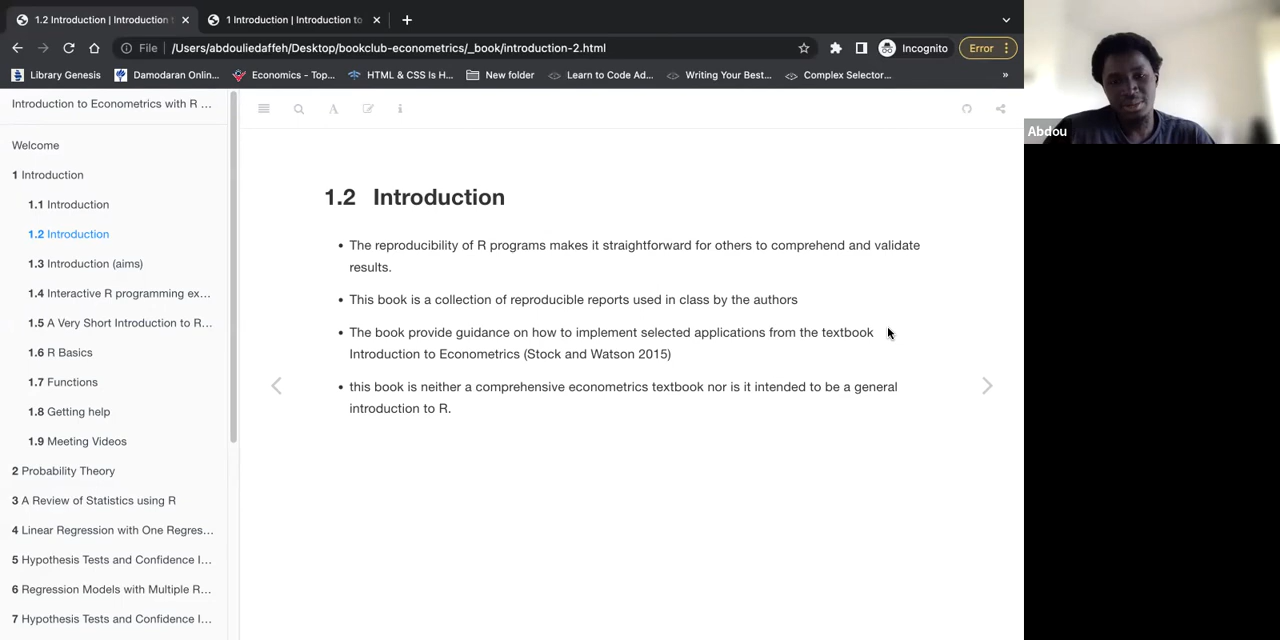 1.2 Introduction | Introduction t
1 Introduction | Introduction to
File
/Users/abdouliedaffeh/Desktop/bookclub-econometrics/_book/introduction-2.html
Incognito
Error
Library Genesis
Damodaran Onlin...
Economics - Top...
HTML & CSS Is H...
New folder
Learn to Code Ad...
Writing Your Best...
Complex Selector...
»
Introduction to Econometrics with R ...
Welcome
1 Introduction
1.1 Introduction
1.2 Introduction
1.3 Introduction (aims)
1.4 Interactive R programming ex...
1.5 A Very Short Introduction to R...
1.6 R Basics
1.7 Functions
1.8 Getting help
1.9 Meeting Videos
2 Probability Theory
3 A Review of Statistics using R
4 Linear Regression with One Regres...
5 Hypothesis Tests and Confidence I...
6 Regression Models with Multiple R...
7 Hypothesis Tests and Confidence I...
1.2 Introduction
• The reproducibility of R programs makes it straightforward for others to comprehend and validate
results.
• This book is a collection of reproducible reports used in class by the authors
• The book provide guidance on how to implement selected applications from the textbook
Introduction to Econometrics (Stock and Watson 2015)
• this book is neither a comprehensive econometrics textbook nor is it intended to be a general
introduction to R.
Abdou